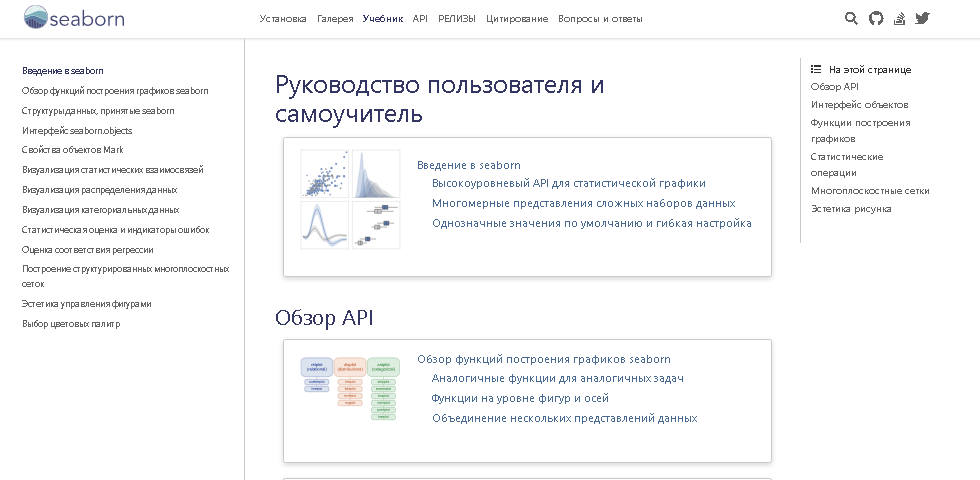 seaborn
Установка Галерея Учебник API РЕЛИЗЫ Цитирование Вопросы и ответы
Введение в seaborn
Обзор функций построения графиков seaborn
Структуры данных, принятые seaborn
Интерфейс seaborn.objects
Свойства объектов Mark
Визуализация статистических взаимосвязей
Визуализация распределения данных
Визуализация категориальных данных
Статистическая оценка и индикаторы ошибок
Оценка соответствия регрессии
Построение структурированных многоплоскостных
сеток
Эстетика управления фигурами
Выбор цветовых палитр
Руководство пользователя и
самоучитель
Введение в seaborn
Высокоуровневый API для статистической графики
Многомерные представления сложных наборов данных
Однозначные значения по умолчанию и гибкая настройка
Обзор API
Обзор функций построения графиков seaborn
Аналогичные функции для аналогичных задач
Функции на уровне фигур и осей
Объединение нескольких представлений данных
На этой странице
Обзор API
Интерфейс объектов
Функции построения
графиков
Статистические
операции
Многоплоскостные сетки
Эстетика рисунка